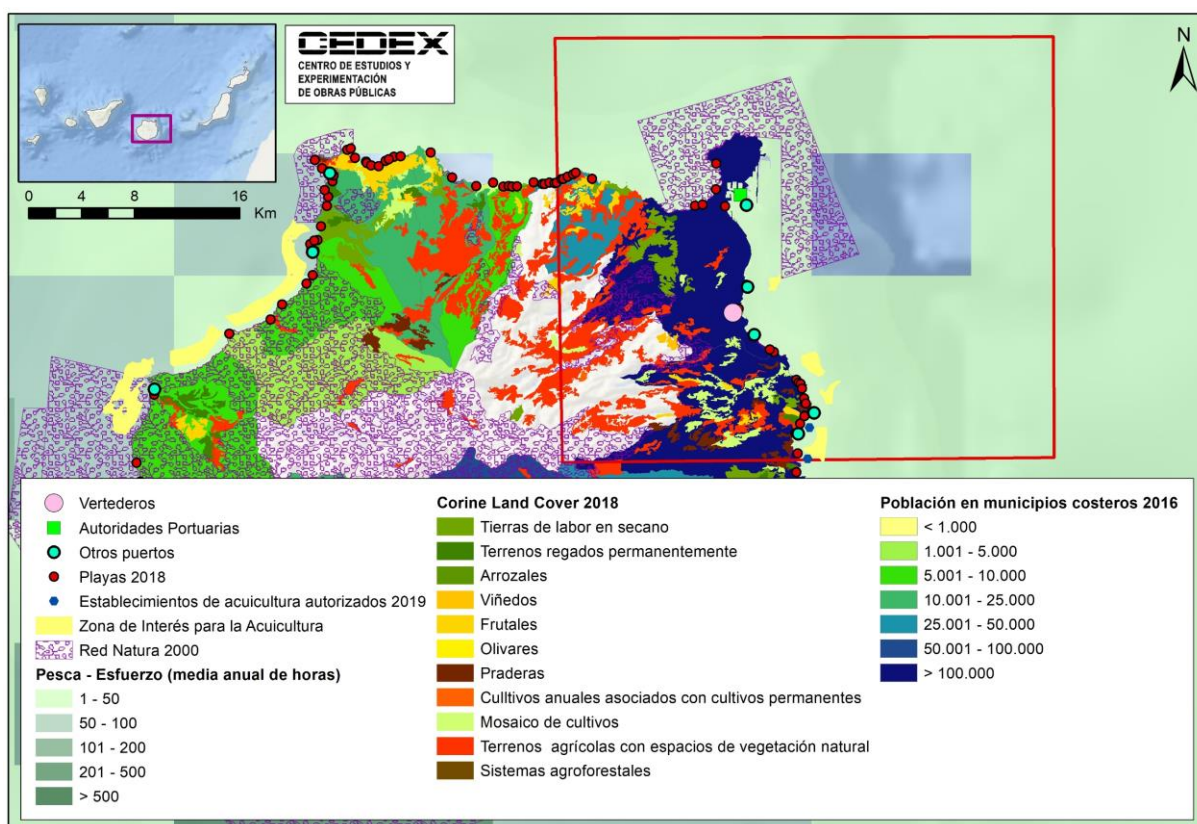 CEDEX
CENTRO DE ESTUDIOS Y
EXPERIMENTACIÓN
DE OBRAS PÚBLICAS
N
0 4 8 16
Km
Vertederos
Autoridades Portuarias
Otros puertos
Playas 2018
Establecimientos de acuicultura autorizados 2019
Zona de Interés para la Acuicultura
Red Natura 2000
Pesca - Esfuerzo (media anual de horas)
1 - 50
50 - 100
101 - 200
201 - 500
> 500
Corine Land Cover 2018
Tierras de labor en secano
Terrenos regados permanentemente
Arrozales
Viñedos
Frutales
Olivares
Praderas
Culltivos anuales asociados con cultivos permanentes
Mosaico de cultivos
Terrenos agrícolas con espacios de vegetación natural
Sistemas agroforestales
Población en municipios costeros 2016
< 1.000
1.001 - 5.000
5.001 - 10.000
10.001 - 25.000
25.001 - 50.000
50.001 - 100.000
> 100.000